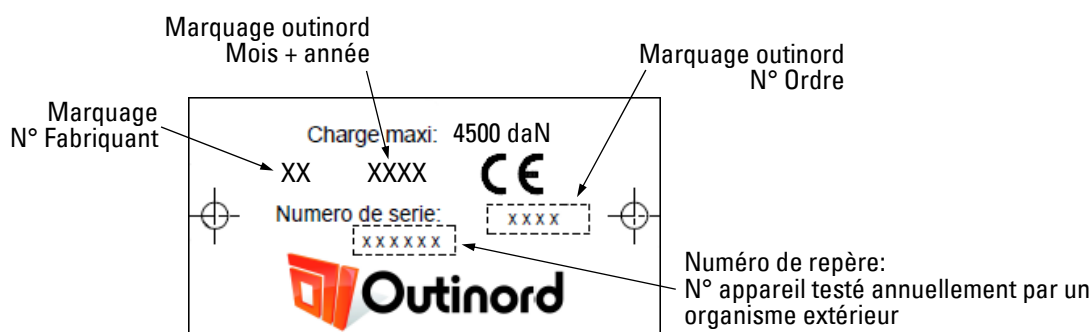 Marquage outinord
Mois + année
Marquage outinord
N° Ordre
Marquage
N° Fabriquant
Charge maxi: 4500 daN
XX XXXX CE
Numero de serie: xxxx
xxxxxx
Outinord
Numéro de repère:
N° appareil testé annuellement par un
organisme extérieur